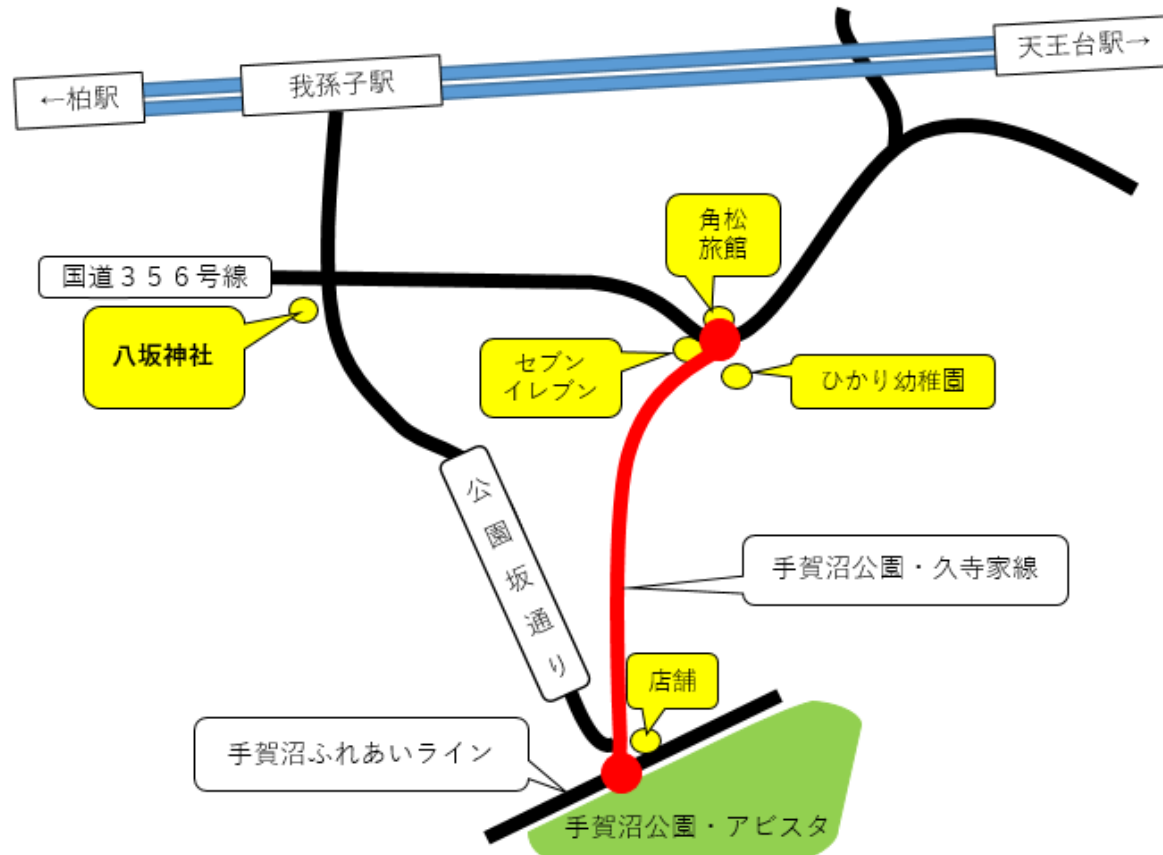 天王台駅→
我孫子駅
←柏駅
角松
旅館
国道３５６号線
八坂神社
セブン
イレブン
ひかり幼稚園
公園坂通り
手賀沼公園・久寺家線
店舗
手賀沼ふれあいライン
手賀沼公園・アビスタ